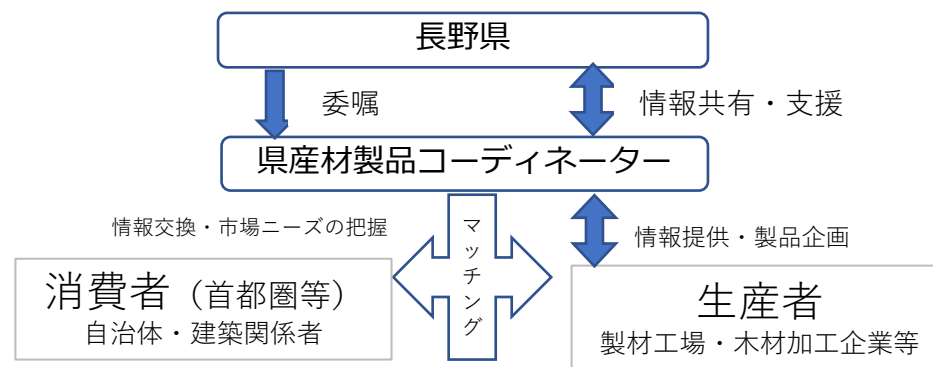 長野県
委嘱
情報共有・支援
県産材製品コーディネーター
情報交換・市場ニーズの把握
マッチング
情報提供・製品企画
消費者（首都圏等）
自治体・建築関係者
生産者
製材工場・木材加工企業等